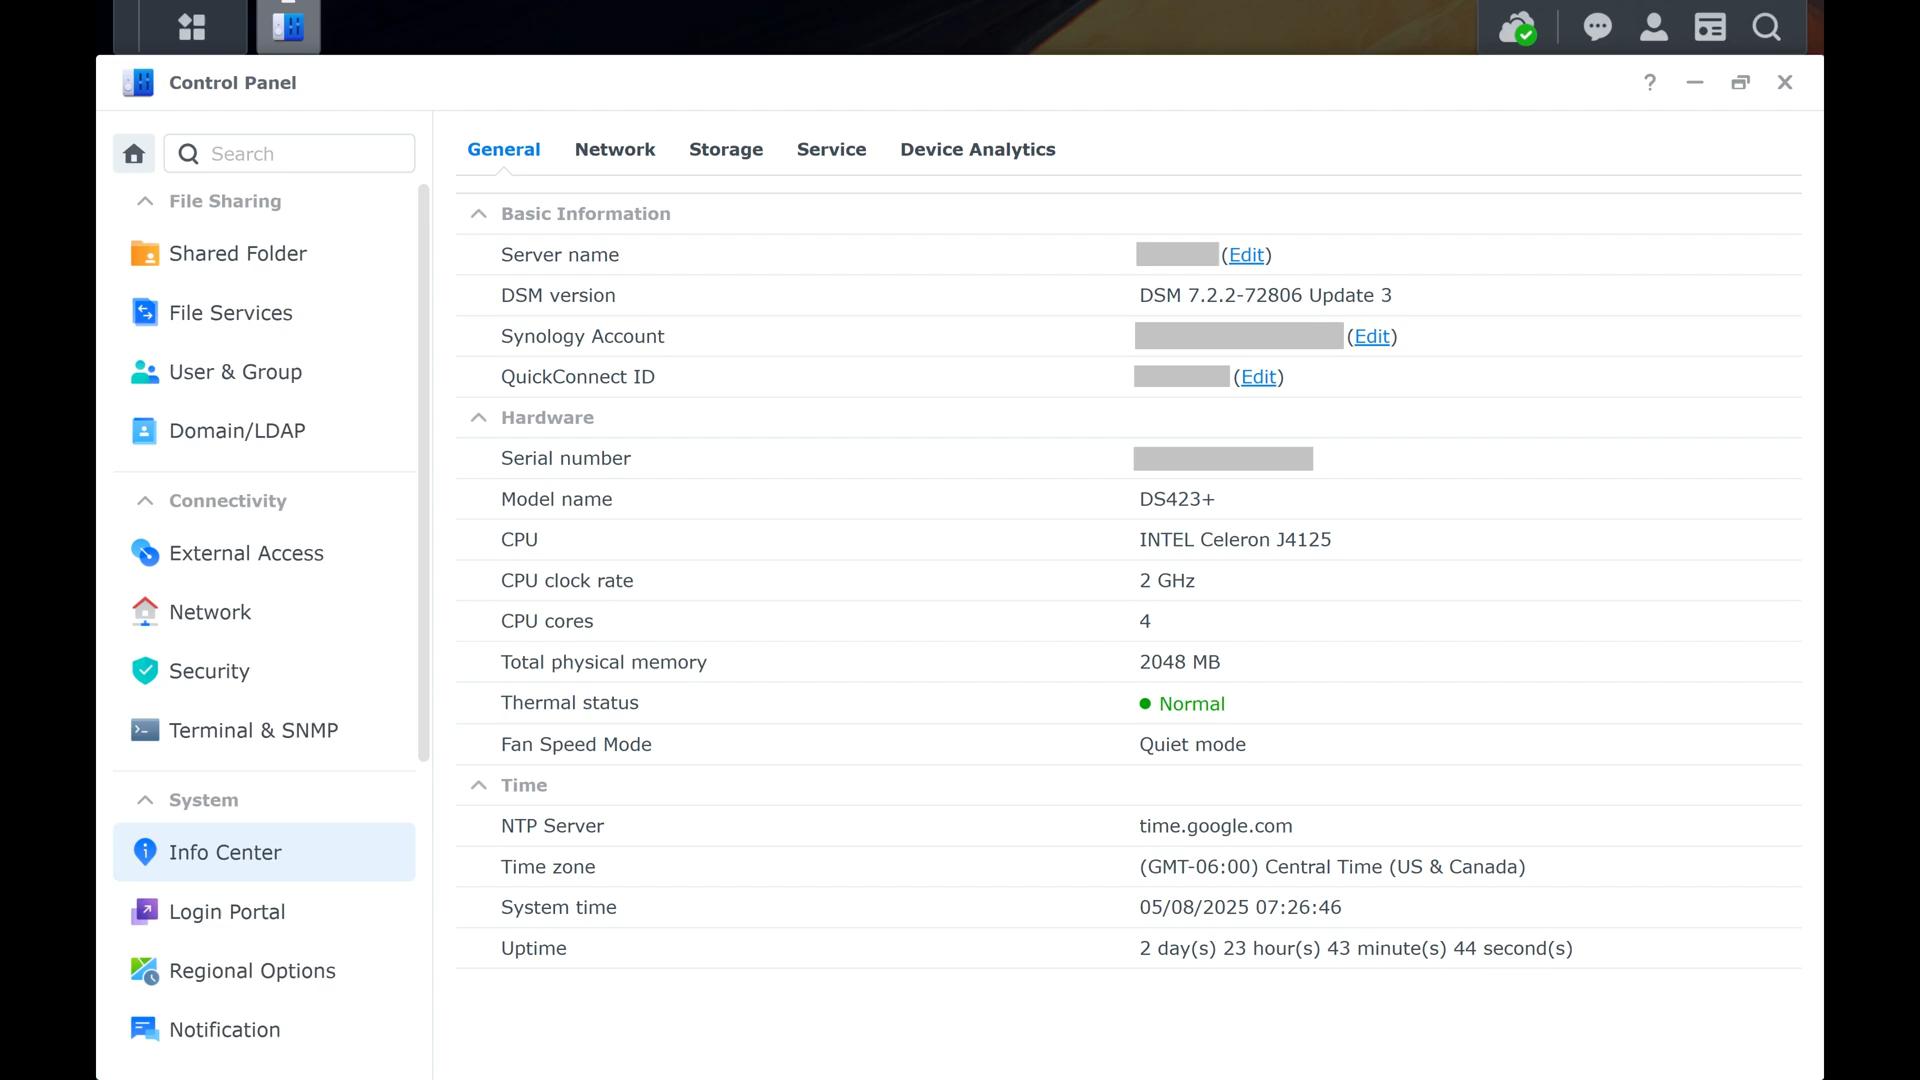 Control Panel
?
Search
File Sharing
Shared Folder
File Services
User & Group
Domain/LDAP
Connectivity
External Access
Network
Security
Terminal & SNMP
System
Info Center
Login Portal
Regional Options
Notification
General Network Storage Service Device Analytics
Basic Information
Server name (Edit)
DSM version DSM 7.2.2-72806 Update 3
Synology Account (Edit)
QuickConnect ID (Edit)
Hardware
Serial number
Model name DS423+
CPU INTEL Celeron J4125
CPU clock rate 2 GHz
CPU cores 4
Total physical memory 2048 MB
Thermal status Normal
Fan Speed Mode Quiet mode
Time
NTP Server time.google.com
Time zone (GMT-06:00) Central Time (US & Canada)
System time 05/08/2025 07:26:46
Uptime 2 day(s) 23 hour(s) 43 minute(s) 44 second(s)